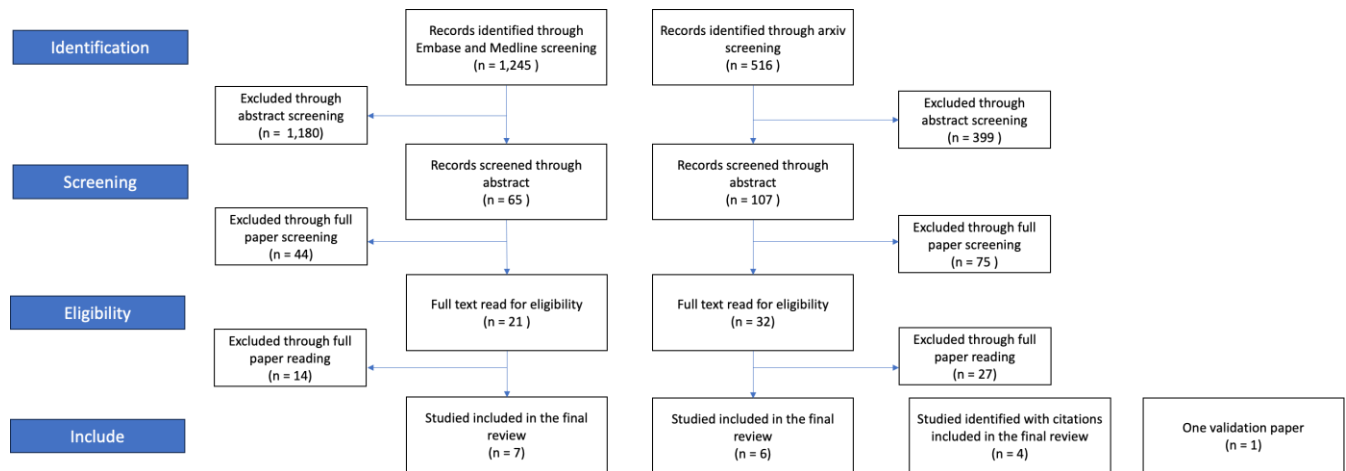 Identification
Records identified through
Embase and Medline screening
(n = 1,245 )
Records identified through arxiv
screening
(n = 516 )
Excluded through
abstract screening
(n = 1,180)
Excluded through
abstract screening
(n = 399 )
Screening
Records screened through
abstract
(n = 65 )
Records screened through
abstract
(n = 107 )
Excluded through full
paper screening
(n = 44)
Excluded through full
paper screening
(n = 75 )
Eligibility
Full text read for eligibility
(n = 21 )
Full text read for eligibility
(n = 32)
Excluded through full
paper reading
(n = 14)
Excluded through full
paper reading
(n = 27)
Include
Studied included in the final
review
(n = 7)
Studied included in the final
review
(n = 6)
Studied identified with citations
included in the final review
(n = 4)
One validation paper
(n = 1)